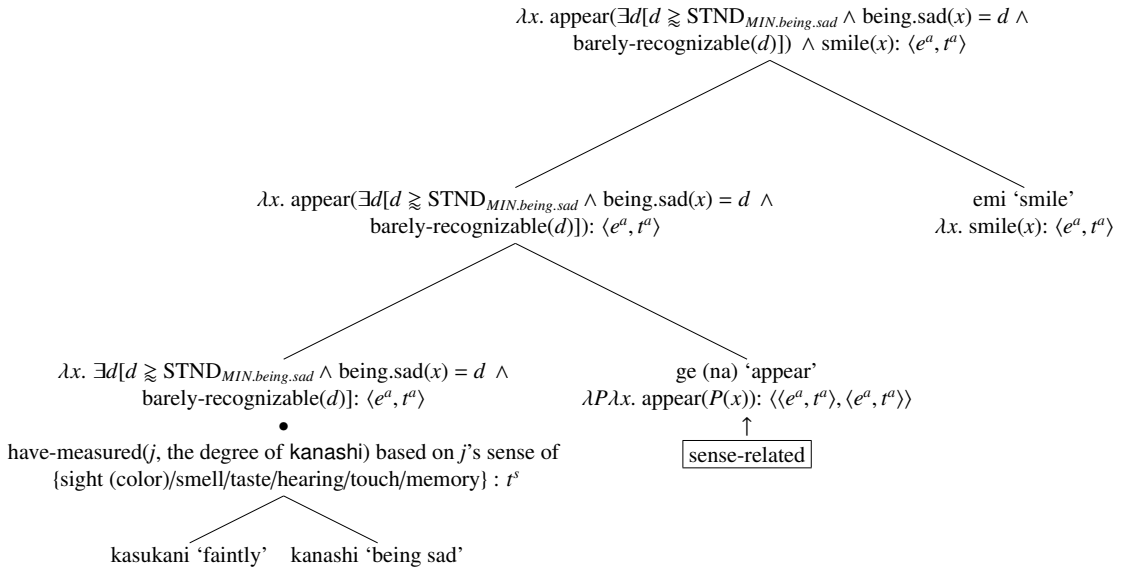 λx. appear(∃d[d ⪆ STND_MIN.being.sad ∧ being.sad(x) = d ∧
barely-recognizable(d)]) ∧ smile(x): ⟨e^a, t^a⟩
λx. appear(∃d[d ⪆ STND_MIN.being.sad ∧ being.sad(x) = d ∧
barely-recognizable(d)]): ⟨e^a, t^a⟩
emi ‘smile’
λx. smile(x): ⟨e^a, t^a⟩
λx. ∃d[d ⪆ STND_MIN.being.sad ∧ being.sad(x) = d ∧
barely-recognizable(d)]: ⟨e^a, t^a⟩
•
have-measured(j, the degree of kanashi) based on j’s sense of
{sight (color)/smell/taste/hearing/touch/memory} : t^s
ge (na) ‘appear’
λPλx. appear(P(x)): ⟨⟨e^a, t^a⟩, ⟨e^a, t^a⟩⟩
↑
sense-related
kasukani ‘faintly’ kanashi ‘being sad’